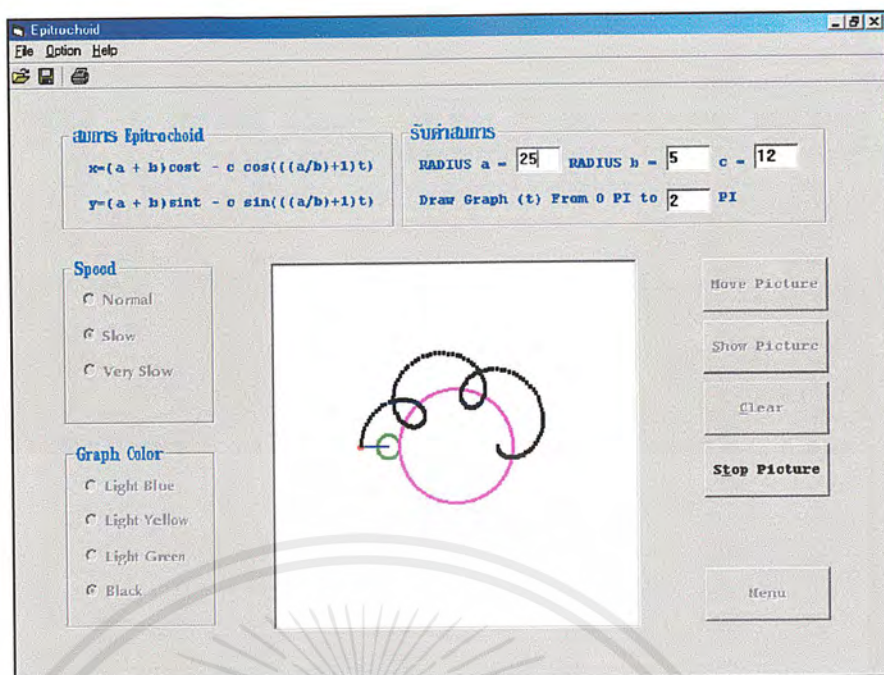 Epitrochoid
File Option Help
สมการ Epitrochoid
x=(a + b)cost - c cos(((a/b)+1)t)
y=(a + b)sint - c sin(((a/b)+1)t)
รับค่าสมการ
RADIUS a = 25 RADIUS b = 5 c = 12
Draw Graph (t) From 0 PI to 2 PI
Speed
Normal
Slow
Very Slow
Graph Color
Light Blue
Light Yellow
Light Green
Black
Move Picture
Show Picture
Clear
Stop Picture
Menu